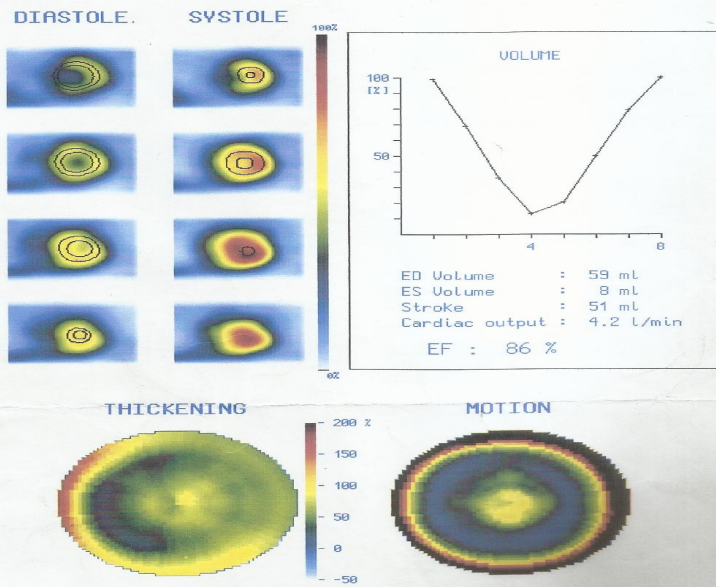 DIASTOLE. SYSTOLE
100%
0%
VOLUME
100
[%]
50
4 8
ED Volume : 59 ml
ES Volume : 8 ml
Stroke : 51 ml
Cardiac output : 4.2 l/min
EF : 86 %
THICKENING
MOTION
200 %
150
100
50
0
-50